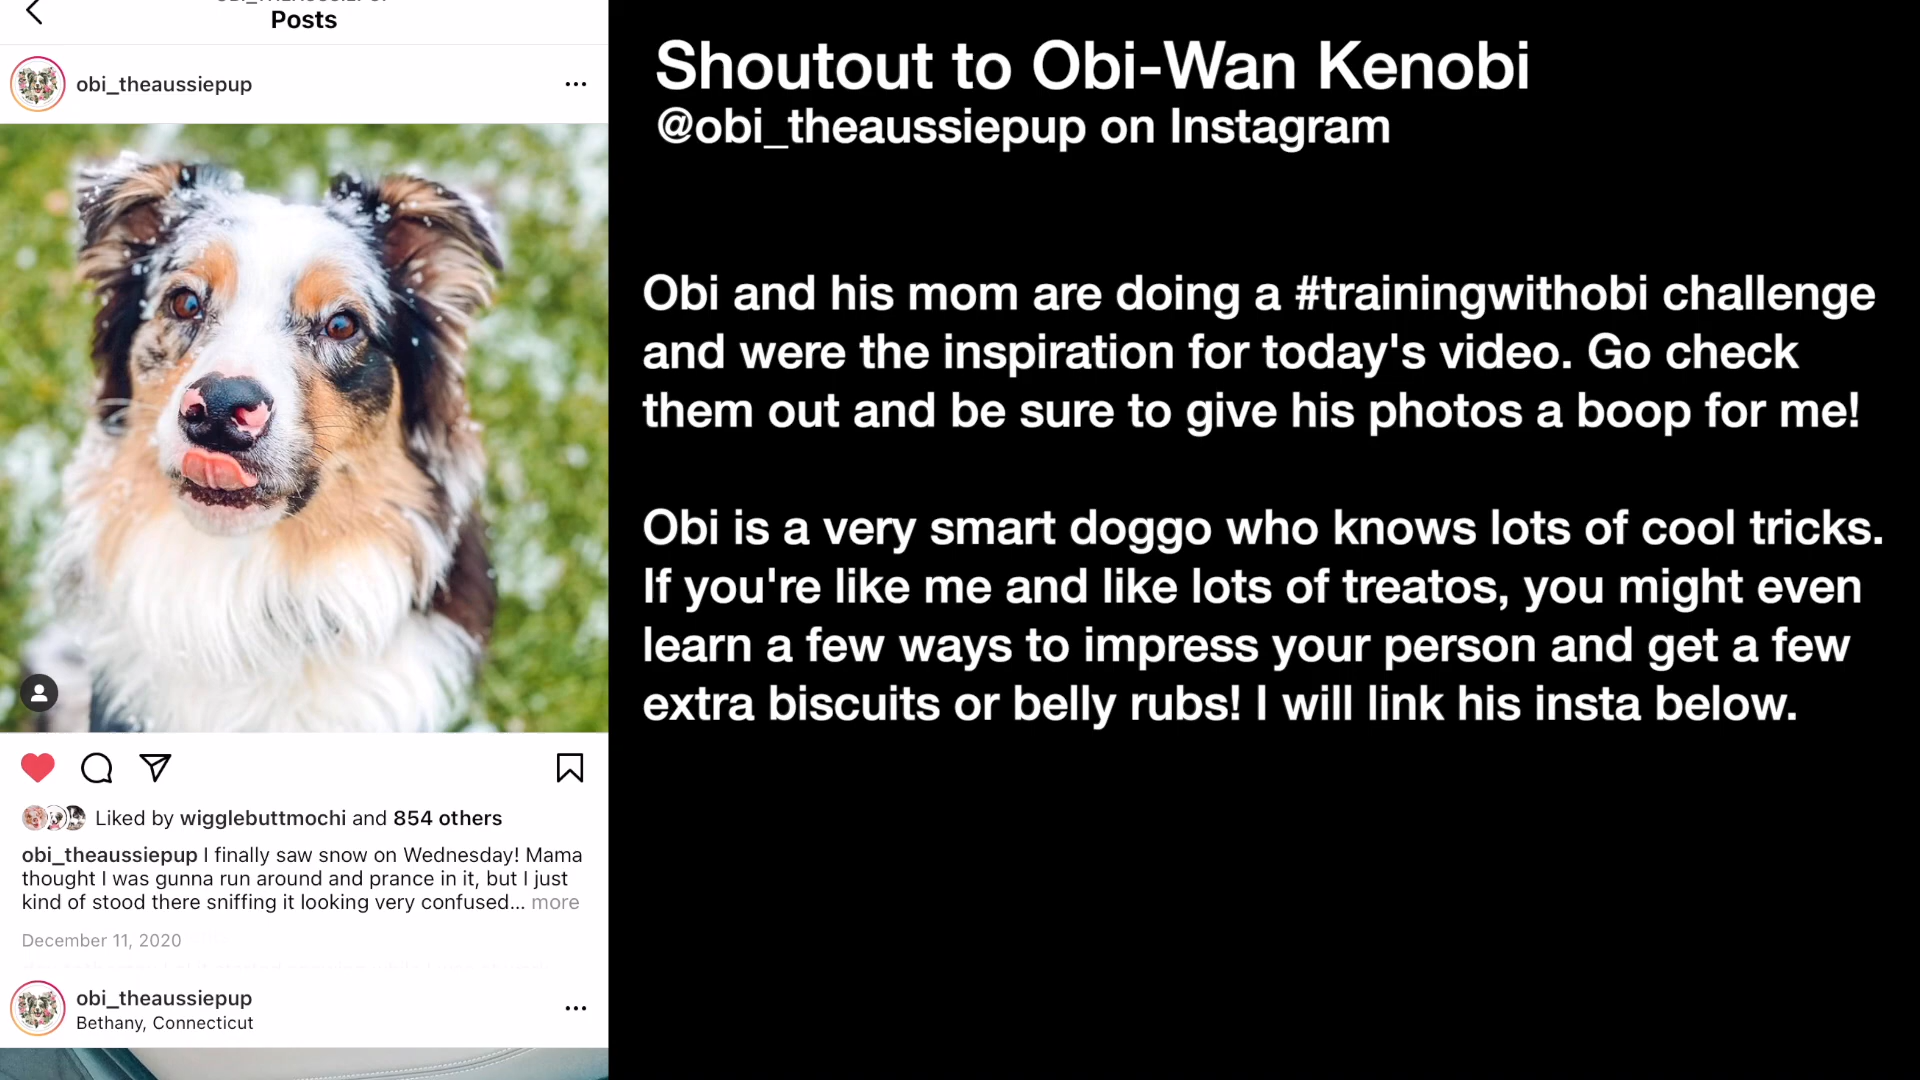 Posts
obi_theaussiepup
Liked by wigglebuttmochi and 854 others
obi_theaussiepup I finally saw snow on Wednesday! Mama
thought I was gunna run around and prance in it, but I just
kind of stood there sniffing it looking very confused... more
December 11, 2020
obi_theaussiepup
Bethany, Connecticut
Shoutout to Obi-Wan Kenobi
@obi_theaussiepup on Instagram
Obi and his mom are doing a #trainingwithobi challenge
and were the inspiration for today's video. Go check
them out and be sure to give his photos a boop for me!
Obi is a very smart doggo who knows lots of cool tricks.
If you're like me and like lots of treatos, you might even
learn a few ways to impress your person and get a few
extra biscuits or belly rubs! I will link his insta below.